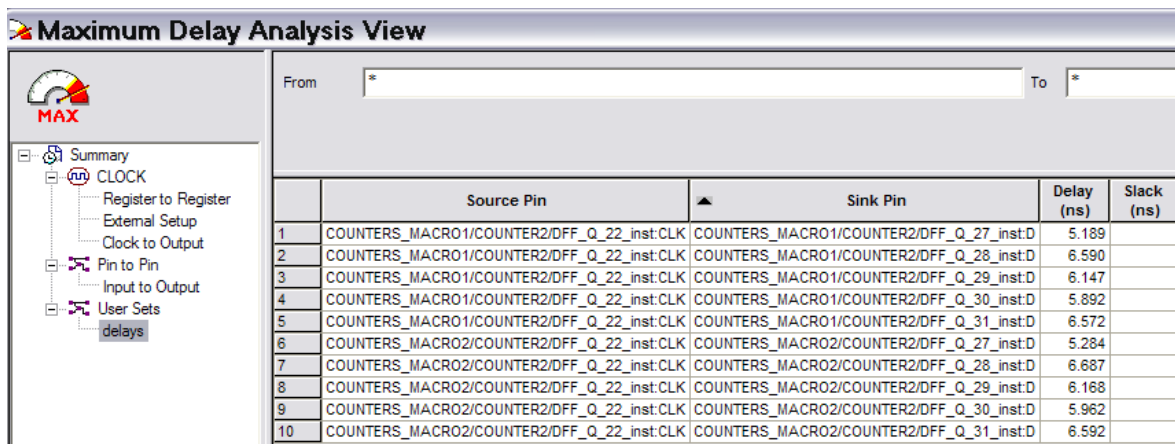 Maximum Delay Analysis View
MAX
From * To *
Summary
CLOCK
Register to Register
External Setup
Clock to Output
Pin to Pin
Input to Output
User Sets
delays
Source Pin Sink Pin Delay (ns) Slack (ns)
1 COUNTERS_MACRO1/COUNTER2/DFF_Q_22_inst:CLK COUNTERS_MACRO1/COUNTER2/DFF_Q_27_inst:D 5.189
2 COUNTERS_MACRO1/COUNTER2/DFF_Q_22_inst:CLK COUNTERS_MACRO1/COUNTER2/DFF_Q_28_inst:D 6.590
3 COUNTERS_MACRO1/COUNTER2/DFF_Q_22_inst:CLK COUNTERS_MACRO1/COUNTER2/DFF_Q_29_inst:D 6.147
4 COUNTERS_MACRO1/COUNTER2/DFF_Q_22_inst:CLK COUNTERS_MACRO1/COUNTER2/DFF_Q_30_inst:D 5.892
5 COUNTERS_MACRO1/COUNTER2/DFF_Q_22_inst:CLK COUNTERS_MACRO1/COUNTER2/DFF_Q_31_inst:D 6.572
6 COUNTERS_MACRO2/COUNTER2/DFF_Q_22_inst:CLK COUNTERS_MACRO2/COUNTER2/DFF_Q_27_inst:D 5.284
7 COUNTERS_MACRO2/COUNTER2/DFF_Q_22_inst:CLK COUNTERS_MACRO2/COUNTER2/DFF_Q_28_inst:D 6.687
8 COUNTERS_MACRO2/COUNTER2/DFF_Q_22_inst:CLK COUNTERS_MACRO2/COUNTER2/DFF_Q_29_inst:D 6.168
9 COUNTERS_MACRO2/COUNTER2/DFF_Q_22_inst:CLK COUNTERS_MACRO2/COUNTER2/DFF_Q_30_inst:D 5.962
10 COUNTERS_MACRO2/COUNTER2/DFF_Q_22_inst:CLK COUNTERS_MACRO2/COUNTER2/DFF_Q_31_inst:D 6.592